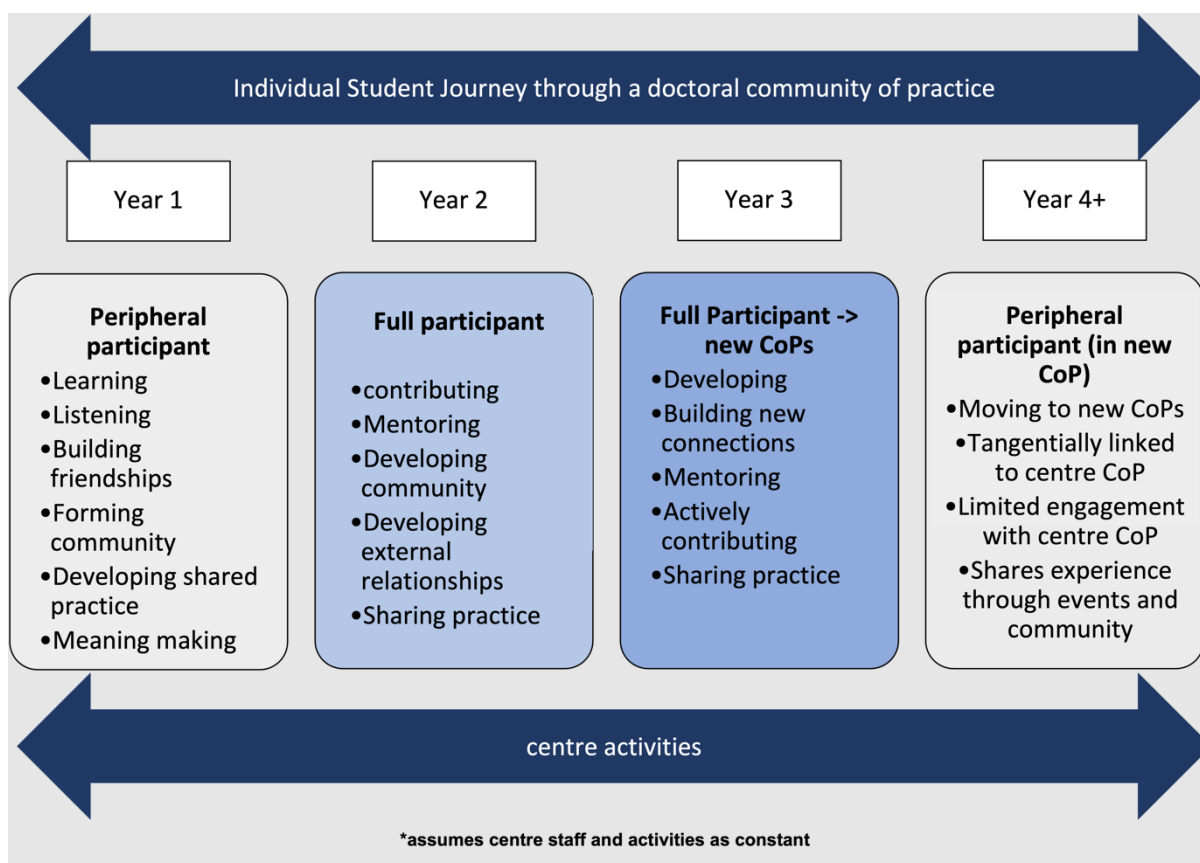 Individual Student Journey through a doctoral community of practice
Year 1
Year 2
Year 3
Year 4+
Peripheral
participant
•Learning
•Listening
•Building
friendships
•Forming
community
•Developing shared
practice
•Meaning making
Full participant
•contributing
•Mentoring
•Developing
community
•Developing
external
relationships
•Sharing practice
Full Participant ->
new CoPs
•Developing
•Building new
connections
•Mentoring
•Actively
contributing
•Sharing practice
Peripheral
participant (in new
CoP)
•Moving to new CoPs
•Tangentially linked
to centre CoP
•Limited engagement
with centre CoP
•Shares experience
through events and
community
centre activities
*assumes centre staff and activities as constant